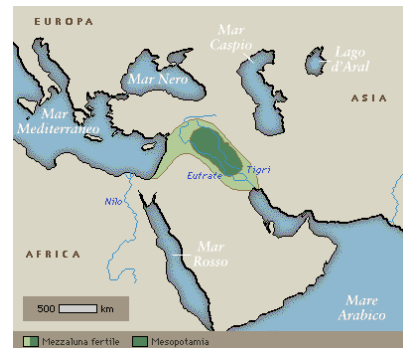 EUROPA
Mar
Caspio
Lago
d'Aral
Mar Nero
ASIA
Mar
Mediterraneo
Tigri
Eufrate
Nilo
AFRICA
Mar
Rosso
500 km
Mare
Arabico
Mezzaluna fertile Mesopotamia